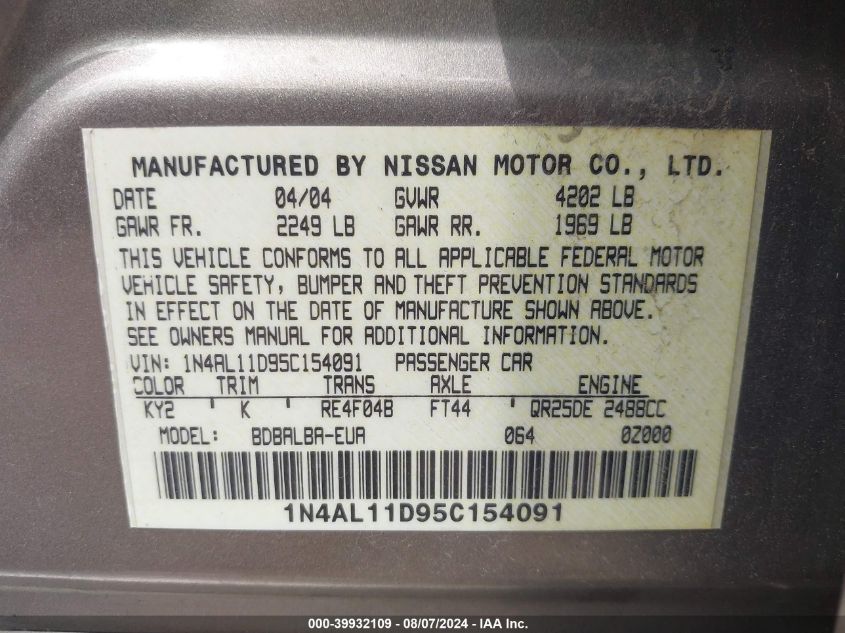 MANUFACTURED BY NISSAN MOTOR CO., LTD.
DATE 04/04 GVWR 4202 LB
GAWR FR. 2249 LB GAWR RR. 1969 LB
THIS VEHICLE CONFORMS TO ALL APPLICABLE FEDERAL MOTOR
VEHICLE SAFETY, BUMPER AND THEFT PREVENTION STANDARDS
IN EFFECT ON THE DATE OF MANUFACTURE SHOWN ABOVE.
SEE OWNERS MANUAL FOR ADDITIONAL INFORMATION.
VIN: 1N4AL11D95C154091 PASSENGER CAR
COLOR TRIM TRANS AXLE ENGINE
KY2 ' K ' RE4F04B FT44 ' QR25DE 2488CC
MODEL: BDBALBA-EUA 064 0Z000
1N4AL11D95C154091
000-39932109 - 08/07/2024 - IAA Inc.